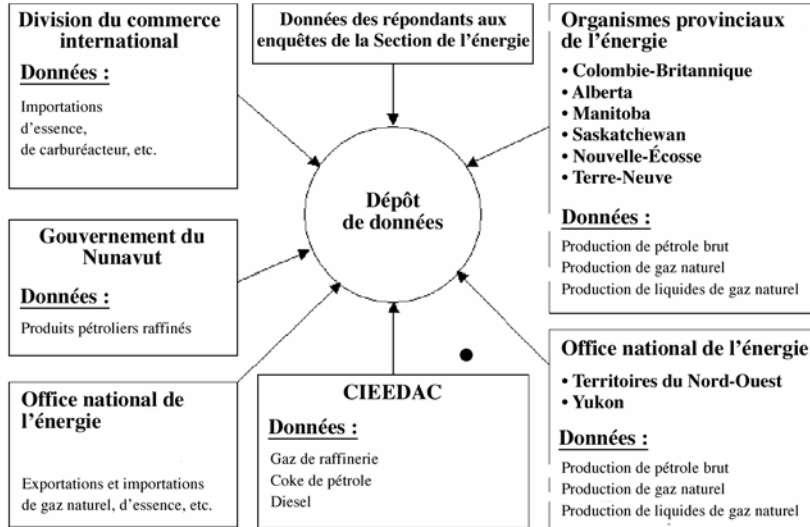 Division du commerce
international
Données :
Importations
d'essence,
de carburéacteur, etc.
Données des répondants aux
enquêtes de la Section de l'énergie
Organismes provinciaux
de l'énergie
• Colombie-Britannique
• Alberta
• Manitoba
• Saskatchewan
• Nouvelle-Écosse
• Terre-Neuve
Données :
Production de pétrole brut
Production de gaz naturel
Production de liquides de gaz naturel
Dépôt
de données
Gouvernement du
Nunavut
Données :
Produits pétroliers raffinés
Office national de
l'énergie
Exportations et importations
de gaz naturel, d'essence, etc.
CIEEDAC
Données :
Gaz de raffinerie
Coke de pétrole
Diesel
Office national de l'énergie
• Territoires du Nord-Ouest
• Yukon
Données :
Production de pétrole brut
Production de gaz naturel
Production de liquides de gaz naturel